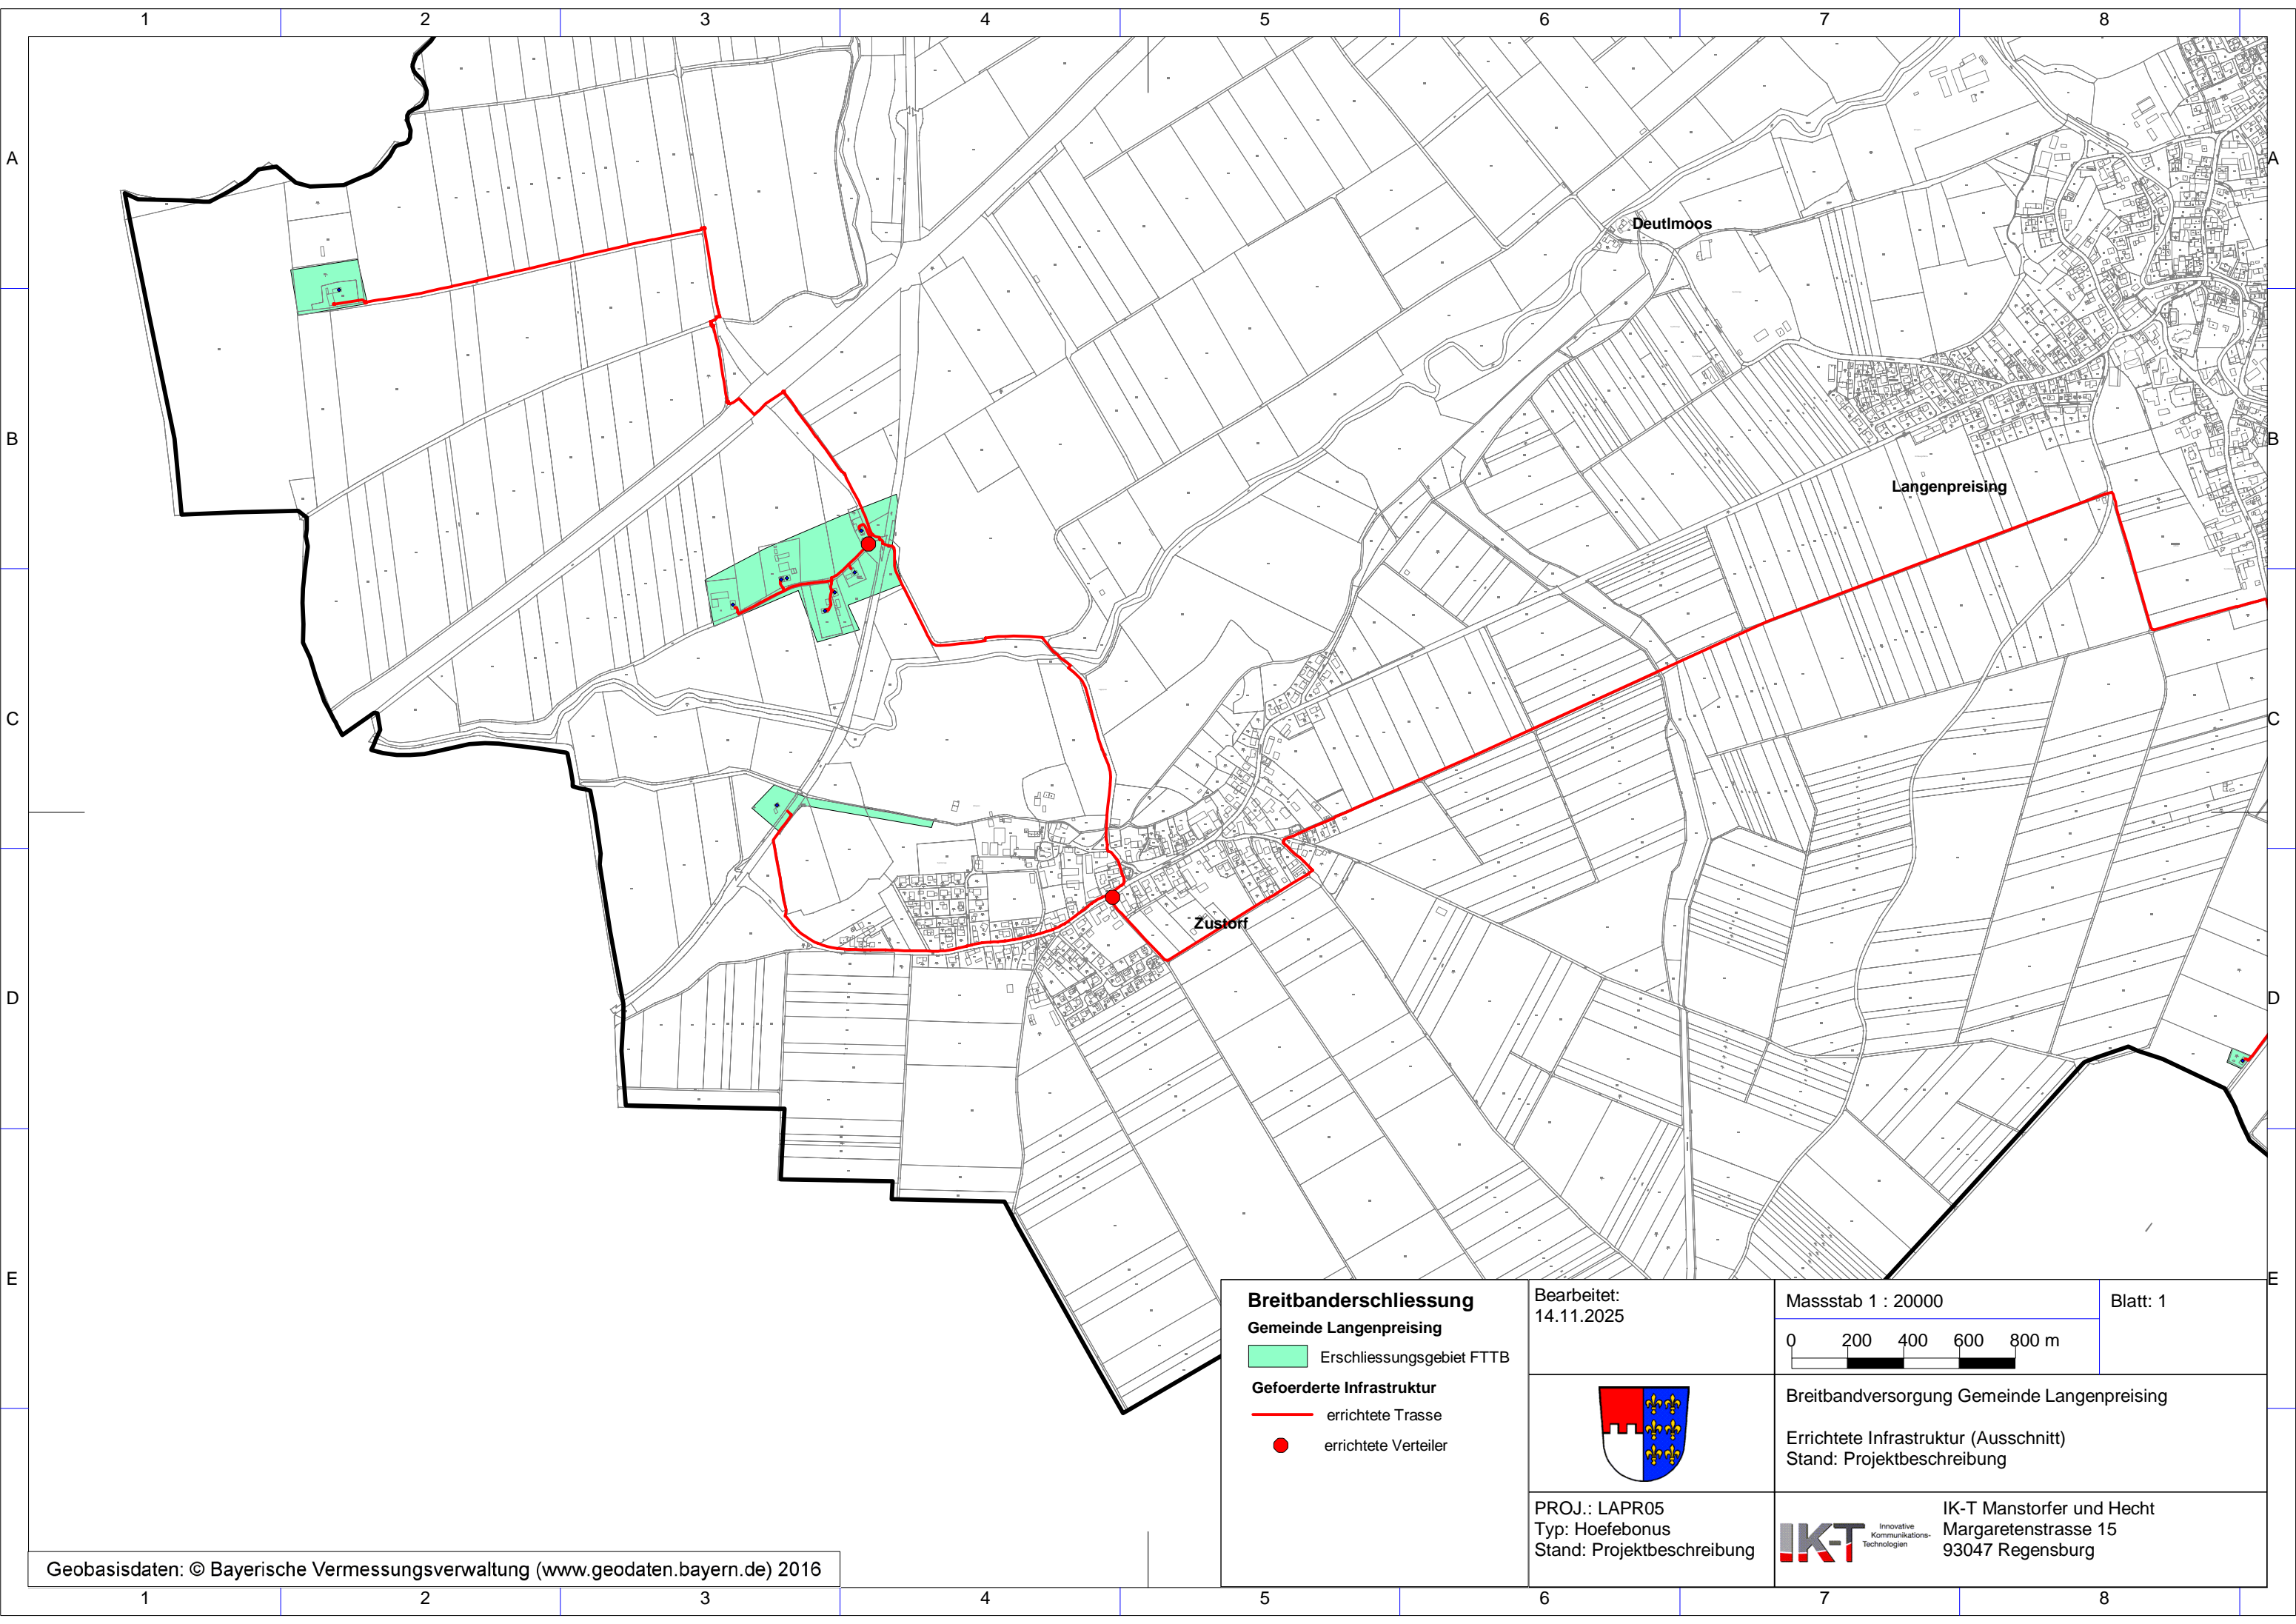 1 2 3 4 5 6 7 8
A A
Deutlmoos
B B
Langenpreising
C C
Zustorf
D D
E E
Breitbanderschliessung
Gemeinde Langenpreising
Erschliessungsgebiet FTTB
Gefoerderte Infrastruktur
errichtete Trasse
errichtete Verteiler
Bearbeitet:
14.11.2025
Massstab 1 : 20000
0 200 400 600 800 m
Blatt: 1
Breitbandversorgung Gemeinde Langenpreising
Errichtete Infrastruktur (Ausschnitt)
Stand: Projektbeschreibung
PROJ.: LAPR05
Typ: Hoefebonus
Stand: Projektbeschreibung
IK-T
Innovative
Kommunikations-
Technologien
IK-T Manstorfer und Hecht
Margaretenstrasse 15
93047 Regensburg
Geobasisdaten: © Bayerische Vermessungsverwaltung (www.geodaten.bayern.de) 2016
1 2 3 4 5 6 7 8